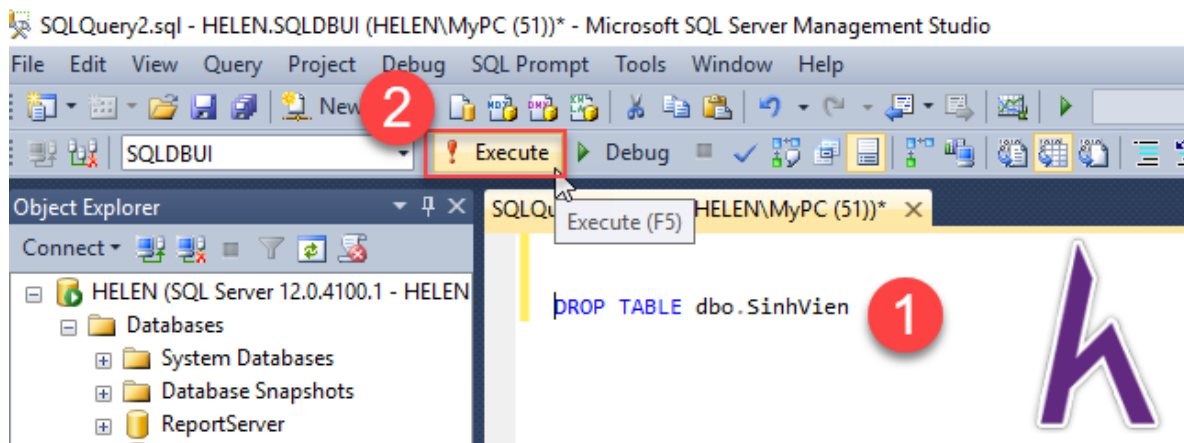 SQLQuery2.sql - HELEN.SQLDBUI (HELEN\MyPC (51))* - Microsoft SQL Server Management Studio
File Edit View Query Project Debug SQL Prompt Tools Window Help
New
2
SQLDBUI
Execute
Debug
Object Explorer
SQLQu HELEN\MyPC (51))*
Execute (F5)
Connect
HELEN (SQL Server 12.0.4100.1 - HELEN
DROP TABLE dbo.SinhVien
1
Databases
System Databases
Database Snapshots
ReportServer